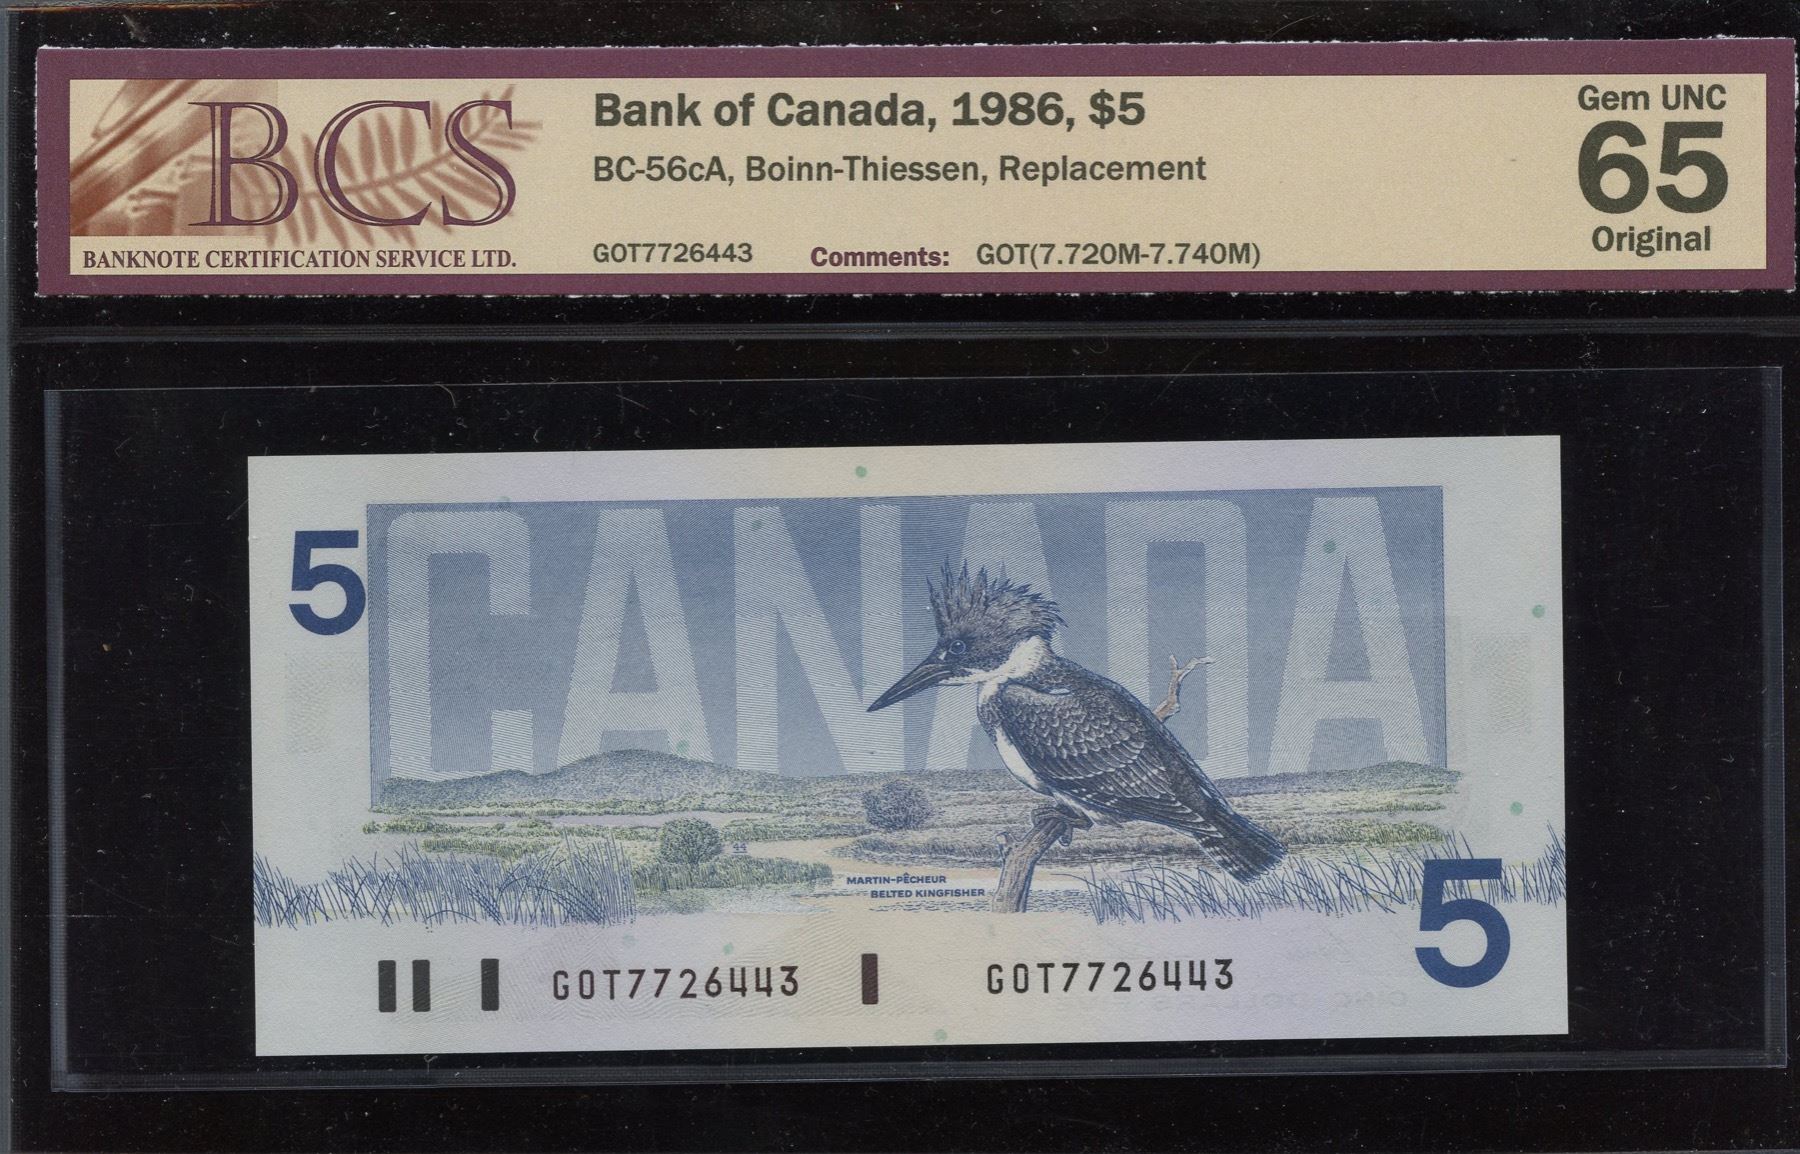 BCS
BANKNOTE CERTIFICATION SERVICE LTD.
Bank of Canada, 1986, $5
BC-56cA, Boinn-Thiessen, Replacement
GOT7726443 Comments: GOT(7.720M-7.740M)
Gem UNC
65
Original
5
CANADA
44
MARTIN-PÊCHEUR
BELTED KINGFISHER
5
GOT7726443 GOT7726443